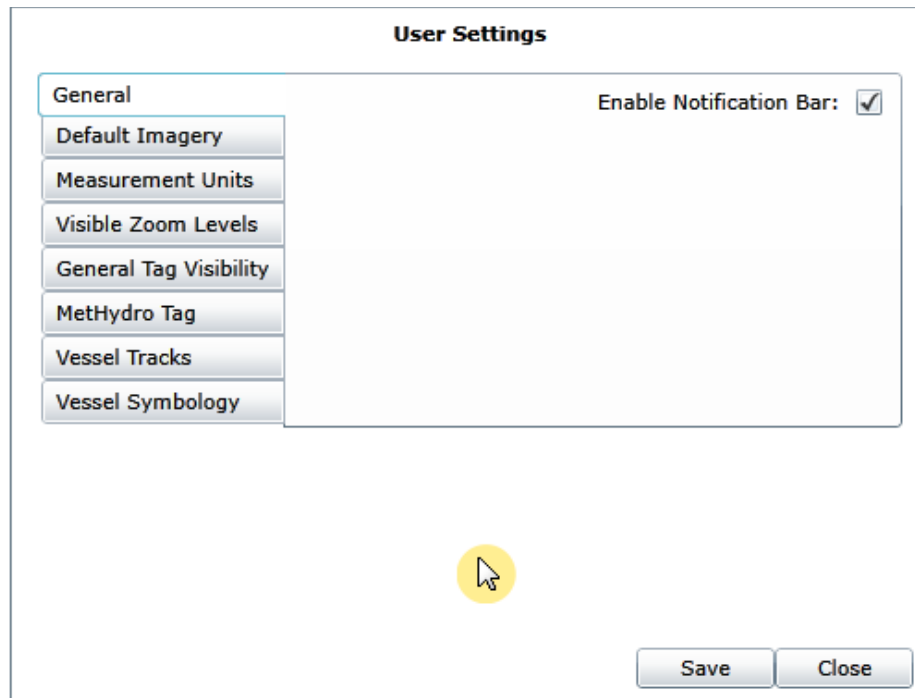 User Settings
General
Enable Notification Bar:
Default Imagery
Measurement Units
Visible Zoom Levels
General Tag Visibility
MetHydro Tag
Vessel Tracks
Vessel Symbology
Save
Close